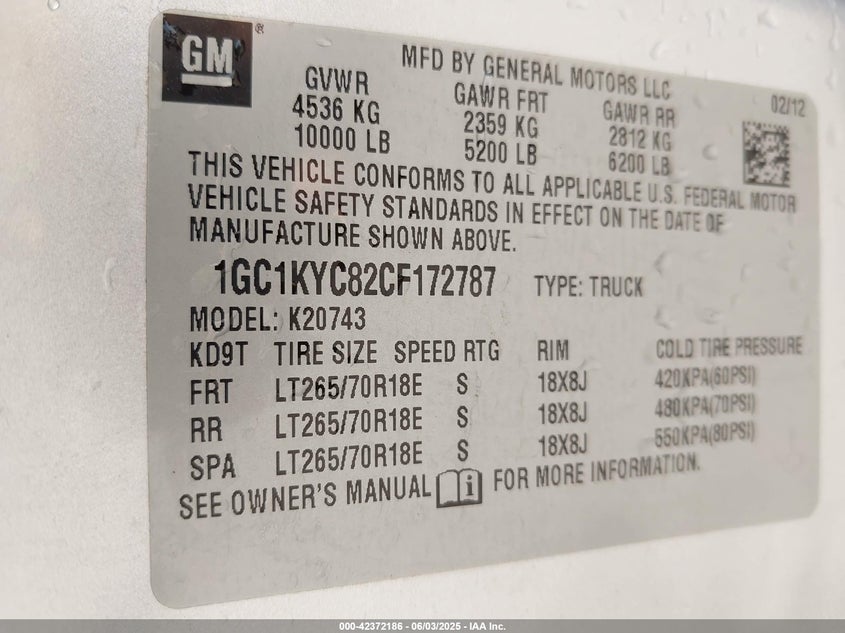 GM®
MFD BY GENERAL MOTORS LLC
02/12
GVWR GAWR FRT GAWR RR
4536 KG 2359 KG 2812 KG
10000 LB 5200 LB 6200 LB
THIS VEHICLE CONFORMS TO ALL APPLICABLE U.S. FEDERAL MOTOR
VEHICLE SAFETY STANDARDS IN EFFECT ON THE DATE OF
MANUFACTURE SHOWN ABOVE.
1GC1KYC82CF172787 TYPE: TRUCK
MODEL: K20743
KD9T TIRE SIZE SPEED RTG RIM COLD TIRE PRESSURE
FRT LT265/70R18E S 18X8J 420KPA(60PSI)
RR LT265/70R18E S 18X8J 480KPA(70PSI)
SPA LT265/70R18E S 18X8J 550KPA(80PSI)
SEE OWNER'S MANUAL i FOR MORE INFORMATION.
000-42372186 - 06/03/2025 - IAA Inc.